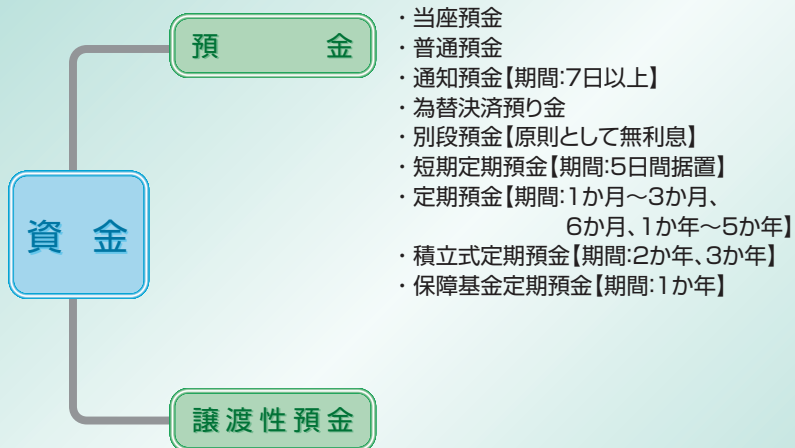 預金
・当座預金
・普通預金
・通知預金【期間:7日以上】
・為替決済預り金
・別段預金【原則として無利息】
・短期定期預金【期間:5日間据置】
・定期預金【期間:1か月〜3か月、
6か月、1か年〜5か年】
・積立式定期預金【期間:2か年、3か年】
・保障基金定期預金【期間:1か年】
資金
譲渡性預金